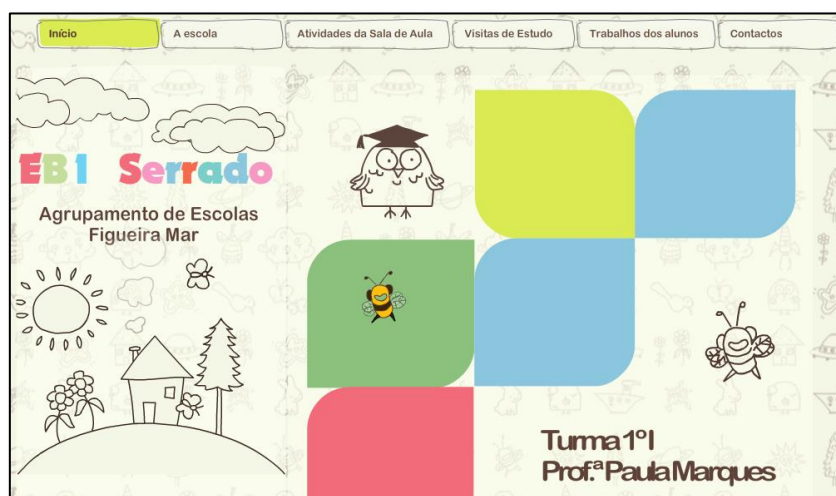 Início
A escola
Atividades da Sala de Aula
Visitas de Estudo
Trabalhos dos alunos
Contactos
EB1 Serrado
Agrupamento de Escolas
Figueira Mar
Turma 1º I
Prof.ª Paula Marques